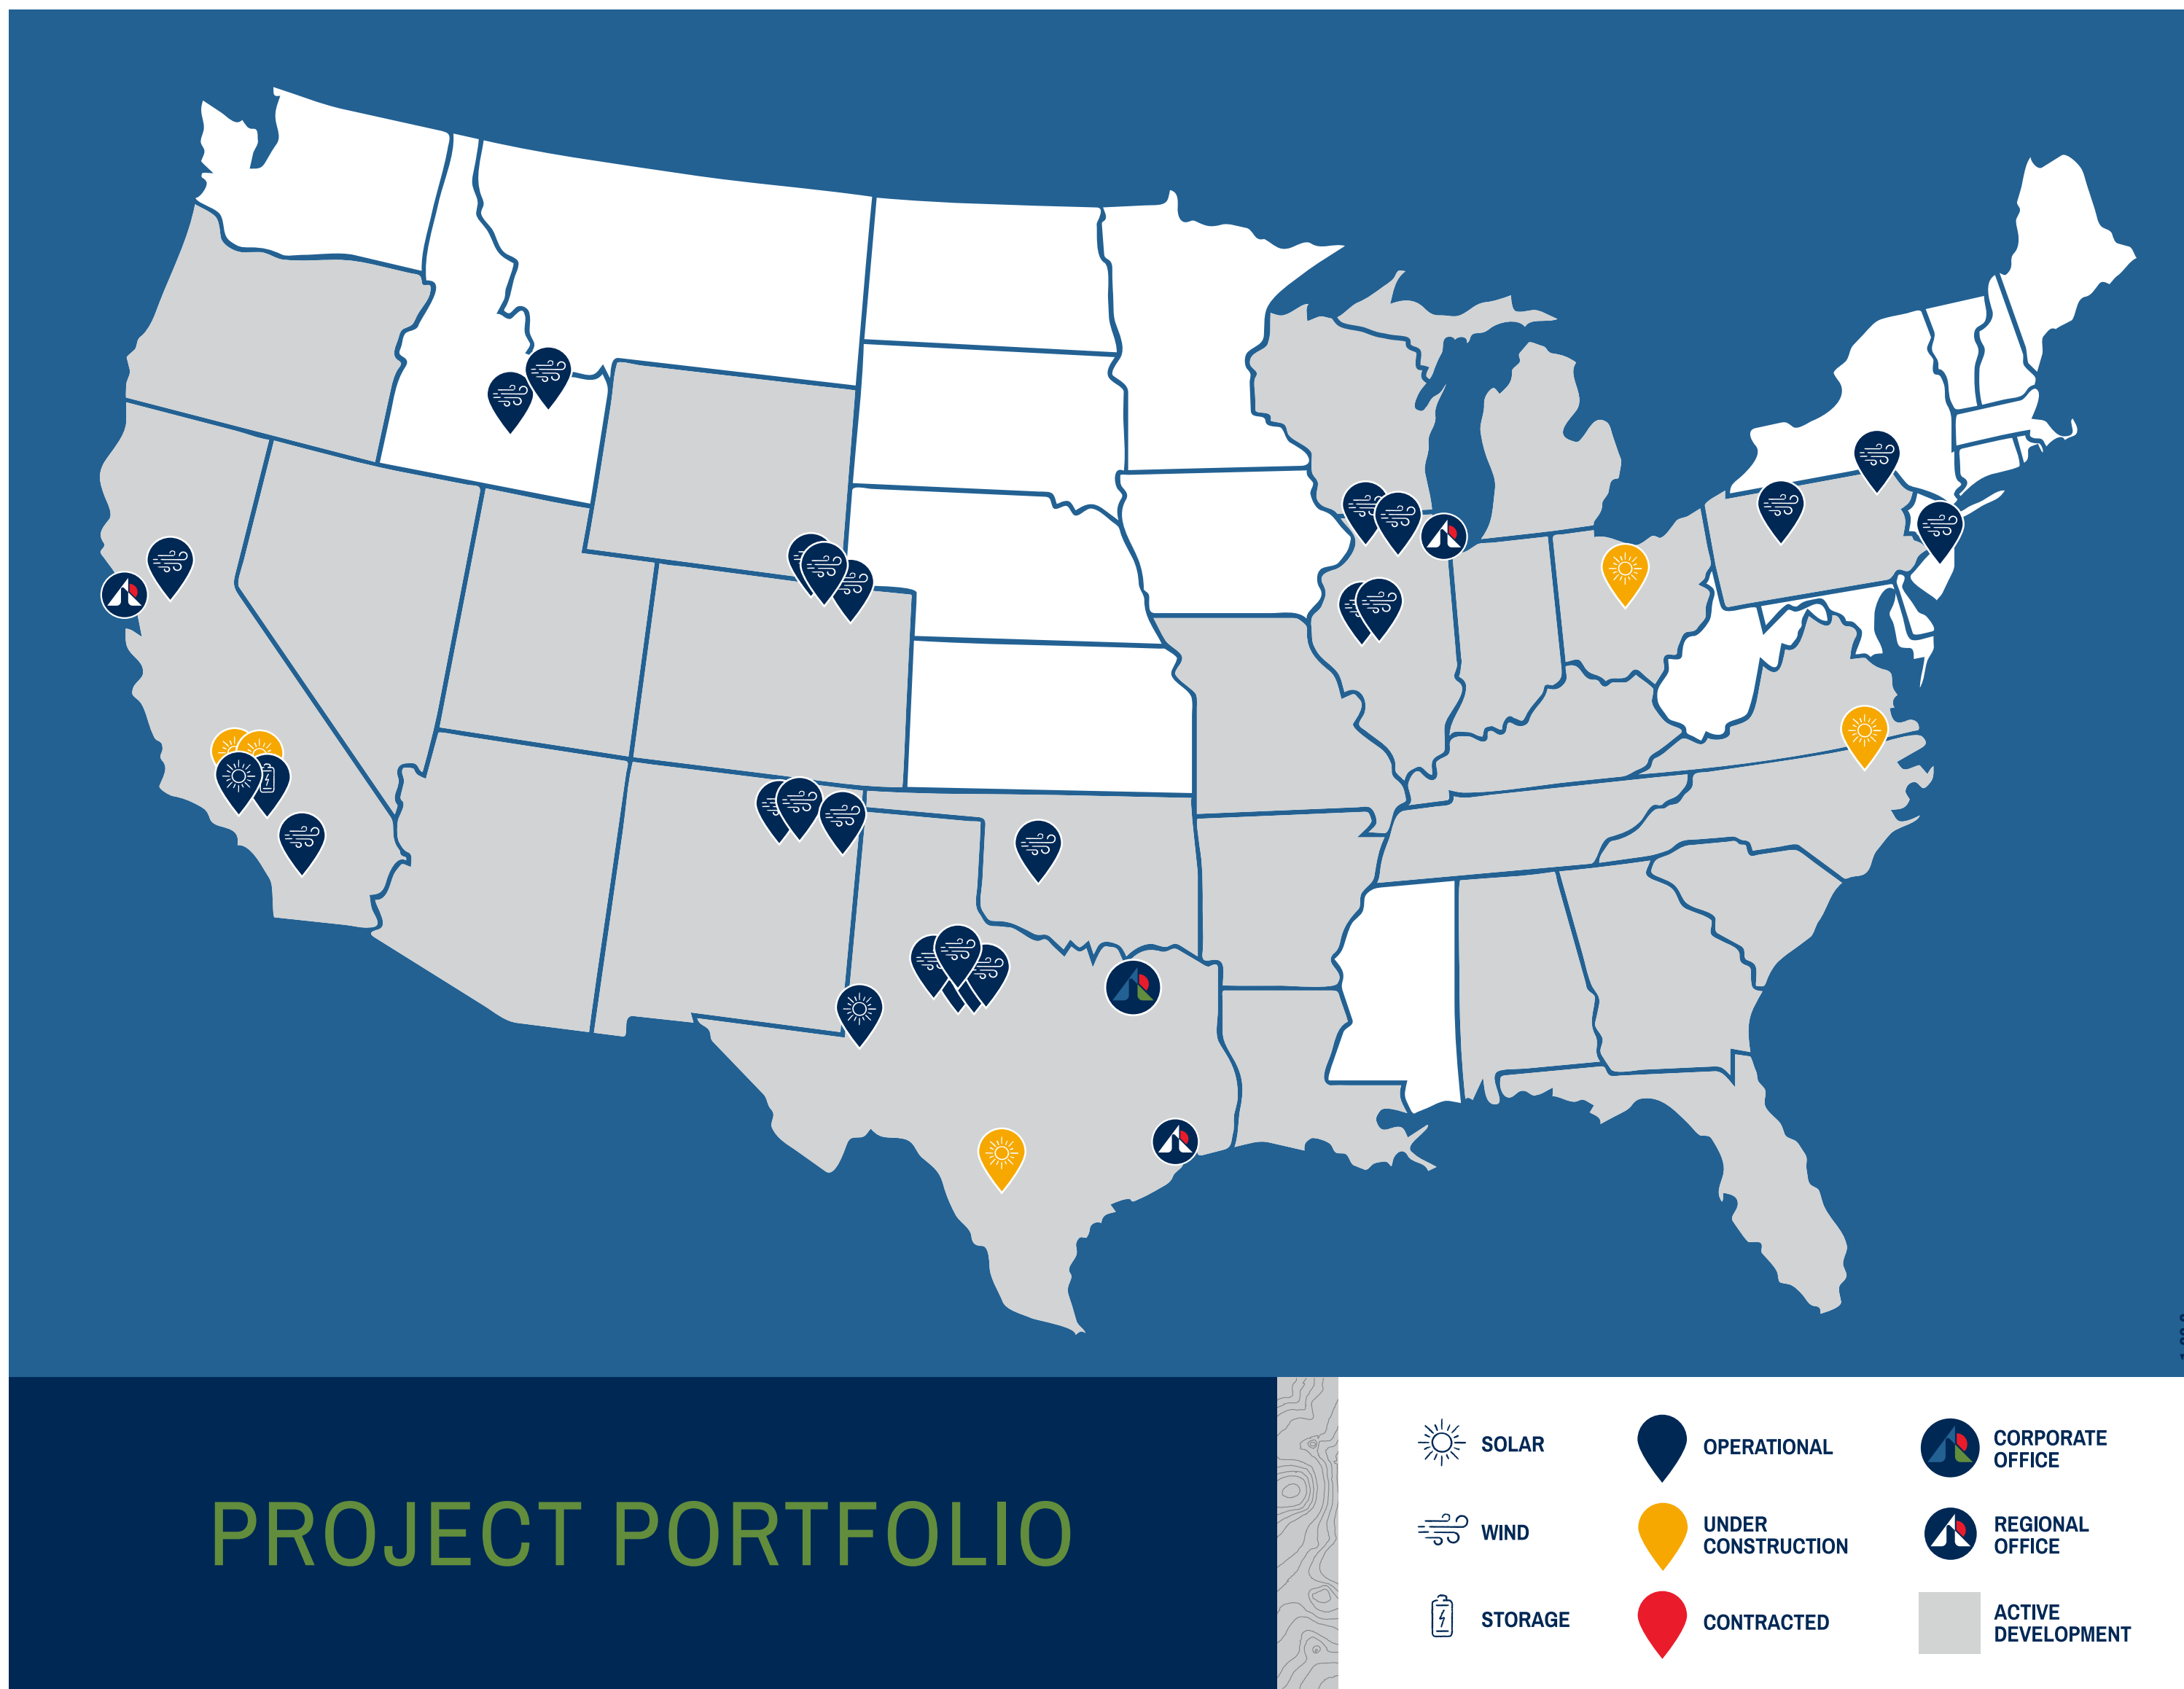 PROJECT PORTFOLIO
SOLAR
WIND
STORAGE
OPERATIONAL
UNDER
CONSTRUCTION
CONTRACTED
CORPORATE
OFFICE
REGIONAL
OFFICE
ACTIVE
DEVELOPMENT